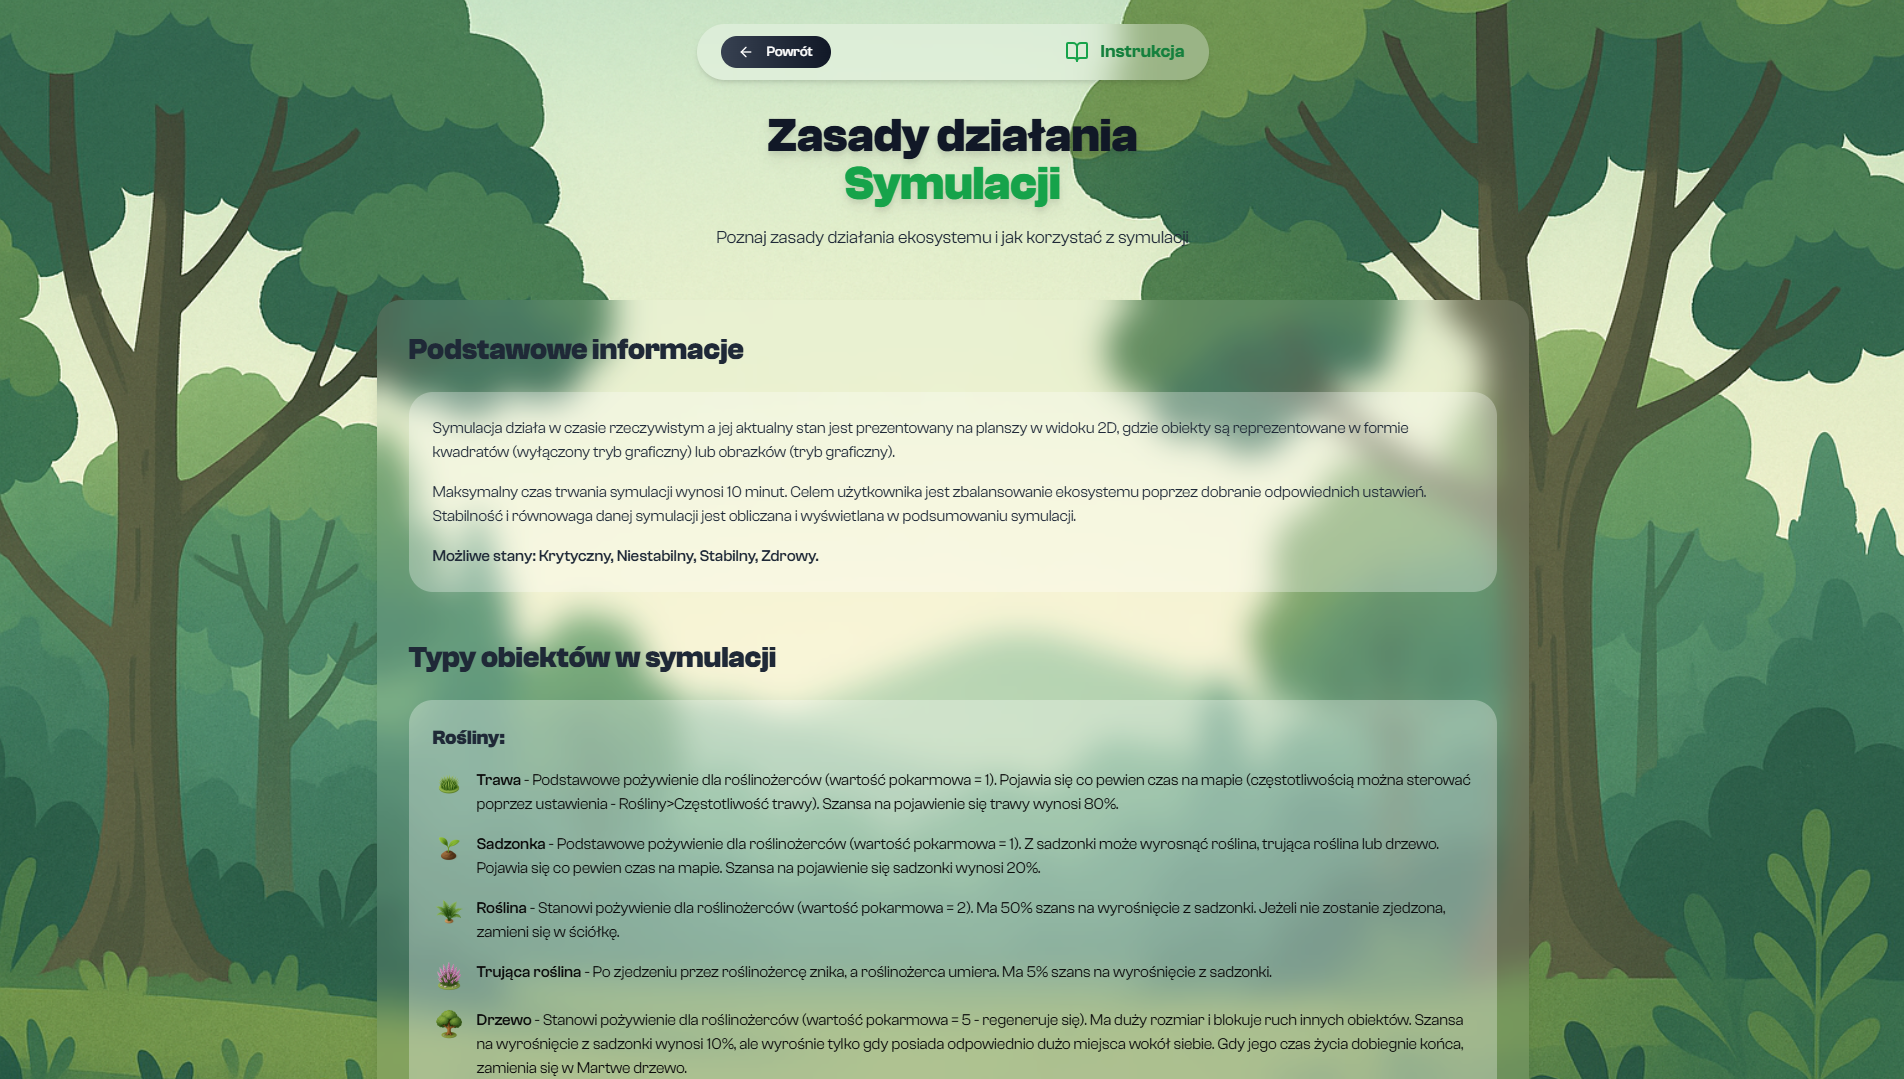 Powrót
Instrukcja
Zasady działania
Symulacji
Poznaj zasady działania ekosystemu i jak korzystać z symulacji
Podstawowe informacje
Symulacja działa w czasie rzeczywistym a jej aktualny stan jest prezentowany na planszy w widoku 2D, gdzie obiekty są reprezentowane w formie
kwadratów (wyłączony tryb graficzny) lub obrazków (tryb graficzny).
Maksymalny czas trwania symulacji wynosi 10 minut. Celem użytkownika jest zbalansowanie ekosystemu poprzez dobranie odpowiednich ustawień.
Stabilność i równowaga danej symulacji jest obliczana i wyświetlana w podsumowaniu symulacji.
Możliwe stany: Krytyczny, Niestabilny, Stabilny, Zdrowy.
Typy obiektów w symulacji
Rośliny:
Trawa - Podstawowe pożywienie dla roślinożerców (wartość pokarmowa = 1). Pojawia się co pewien czas na mapie (częstotliwością można sterować
poprzez ustawienia - Rośliny>Częstotliwość trawy). Szansa na pojawienie się trawy wynosi 80%.
Sadzonka - Podstawowe pożywienie dla roślinożerców (wartość pokarmowa = 1). Z sadzonki może wyrosnąć roślina, trująca roślina lub drzewo.
Pojawia się co pewien czas na mapie. Szansa na pojawienie się sadzonki wynosi 20%.
Roślina - Stanowi pożywienie dla roślinożerców (wartość pokarmowa = 2). Ma 50% szans na wyrośnięcie z sadzonki. Jeżeli nie zostanie zjedzona,
zamieni się w ściółkę.
Trująca roślina - Po zjedzeniu przez roślinożercę znika, a roślinożerca umiera. Ma 5% szans na wyrośnięcie z sadzonki.
Drzewo - Stanowi pożywienie dla roślinożerców (wartość pokarmowa = 5 - regeneruje się). Ma duży rozmiar i blokuje ruch innych obiektów. Szansa
na wyrośnięcie z sadzonki wynosi 10%, ale wyrośnie tylko gdy posiada odpowiednio dużo miejsca wokół siebie. Gdy jego czas życia dobiegnie końca,
zamienia się w Martwe drzewo.